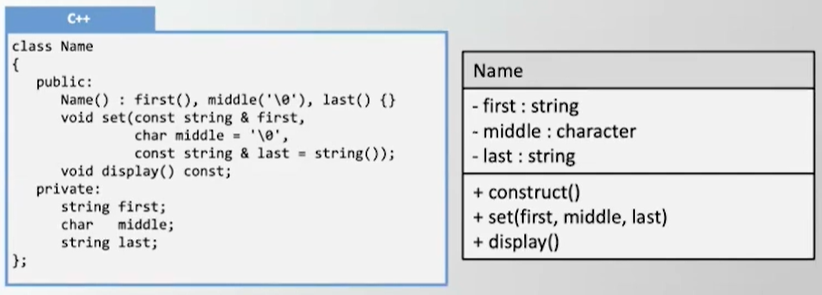 C++
class Name
{
   public:
      Name() : first(), middle('\0'), last() {}
      void set(const string & first,
               char middle = '\0',
               const string & last = string());
      void display() const;
   private:
      string first;
      char   middle;
      string last;
};
Name
- first : string
- middle : character
- last : string
+ construct()
+ set(first, middle, last)
+ display()